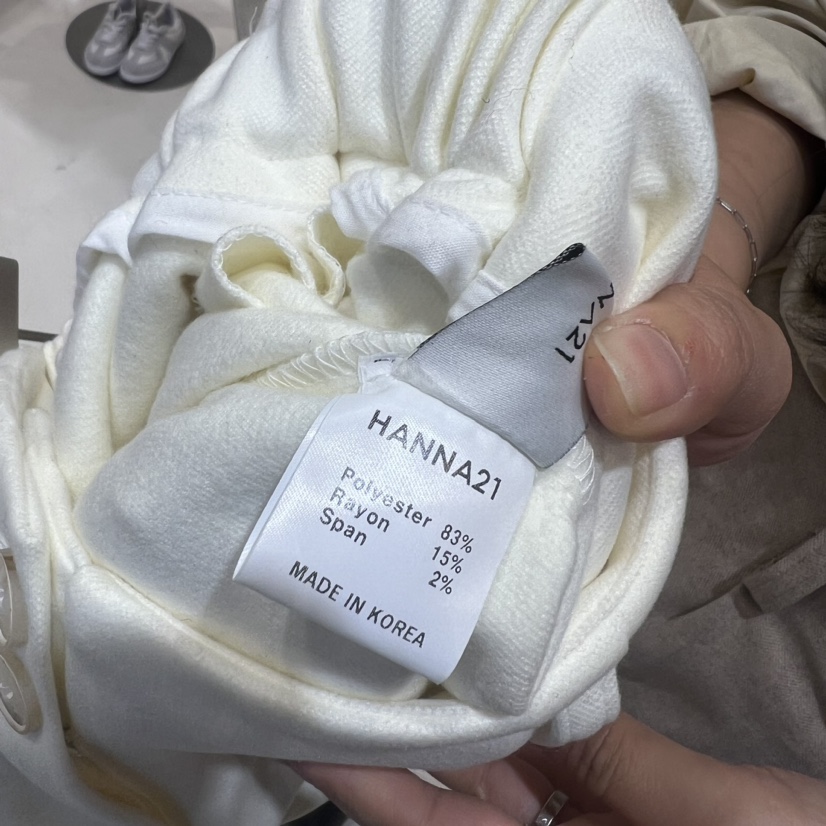 HANNA21
Polyester 83%
Rayon 15%
Span 2%
MADE IN KOREA